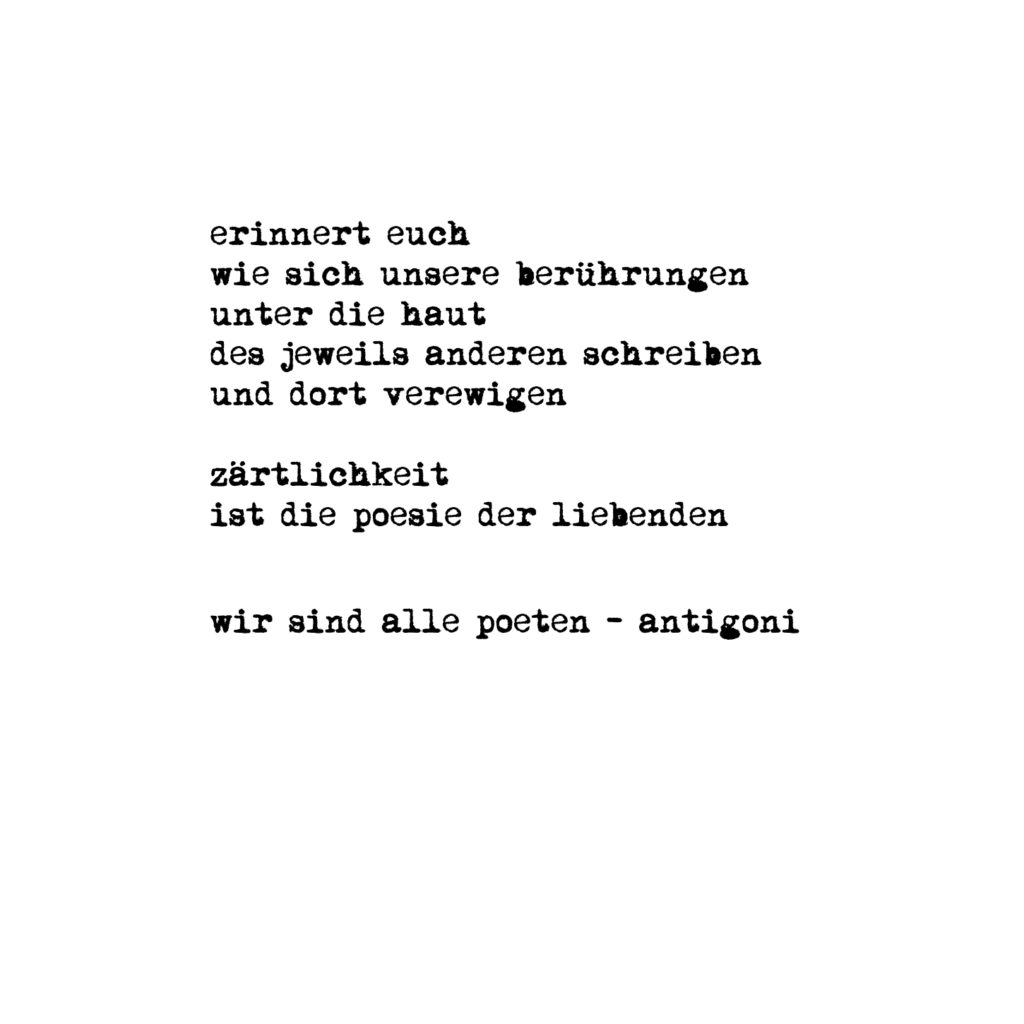 erinnert euch
wie sich unsere berührungen
unter die haut
des jeweils anderen schreiben
und dort verewigen
zärtlichkeit
ist die poesie der liebenden
wir sind alle poeten - antigoni